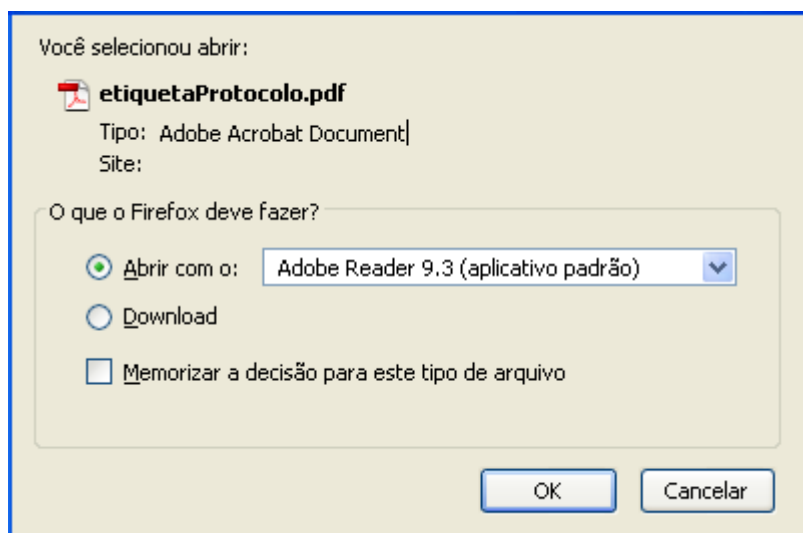 Você selecionou abrir:
etiquetaProtocolo.pdf
Tipo: Adobe Acrobat Document
Site:
O que o Firefox deve fazer?
Abrir com o: Adobe Reader 9.3 (aplicativo padrão)
Download
Memorizar a decisão para este tipo de arquivo
OK Cancelar